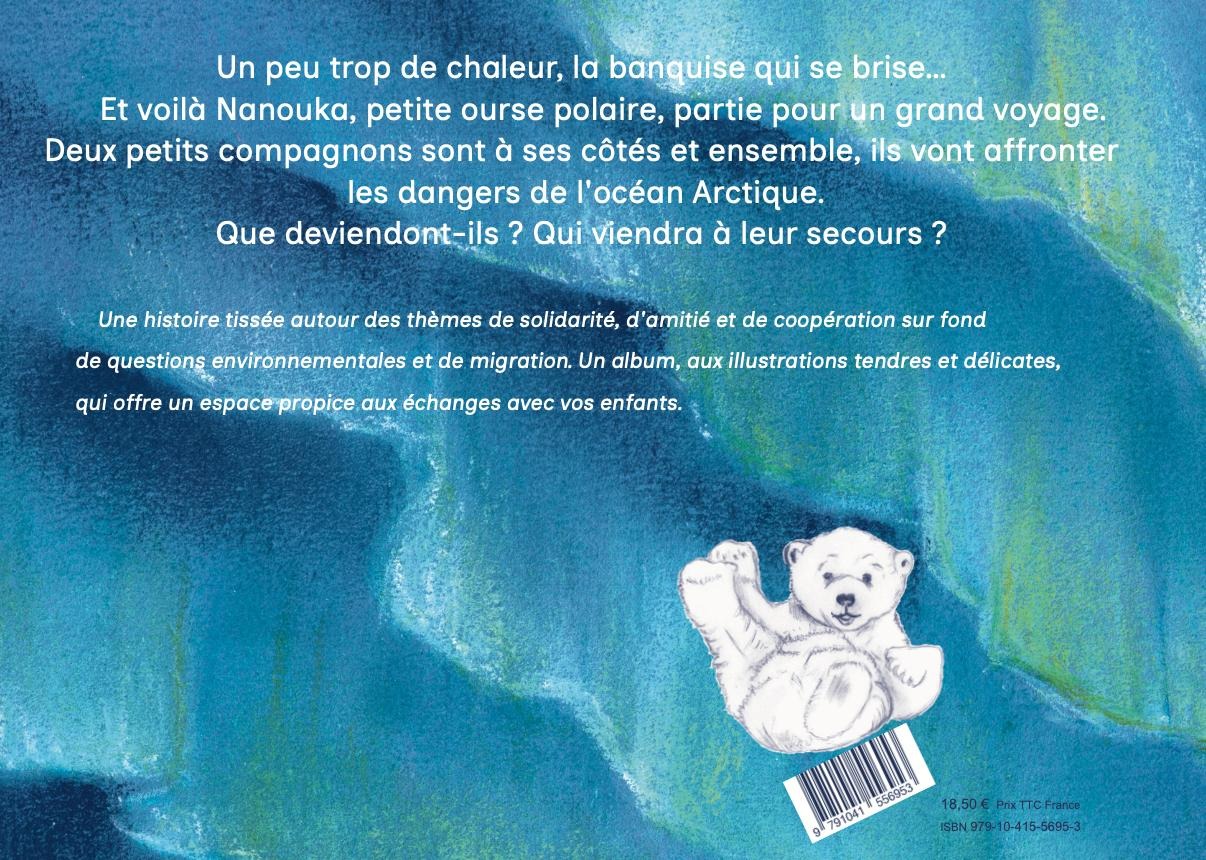 Un peu trop de chaleur, la banquise qui se brise...
Et voilà Nanouka, petite ourse polaire, partie pour un grand voyage.
Deux petits compagnons sont à ses côtés et ensemble, ils vont affronter
les dangers de l'océan Arctique.
Que deviendont-ils ? Qui viendra à leur secours ?
Une histoire tissée autour des thèmes de solidarité, d'amitié et de coopération sur fond
de questions environnementales et de migration. Un album, aux illustrations tendres et délicates,
qui offre un espace propice aux échanges avec vos enfants.
9 791041 556953
18,50 € Prix TTC France
ISBN 979-10-415-5695-3